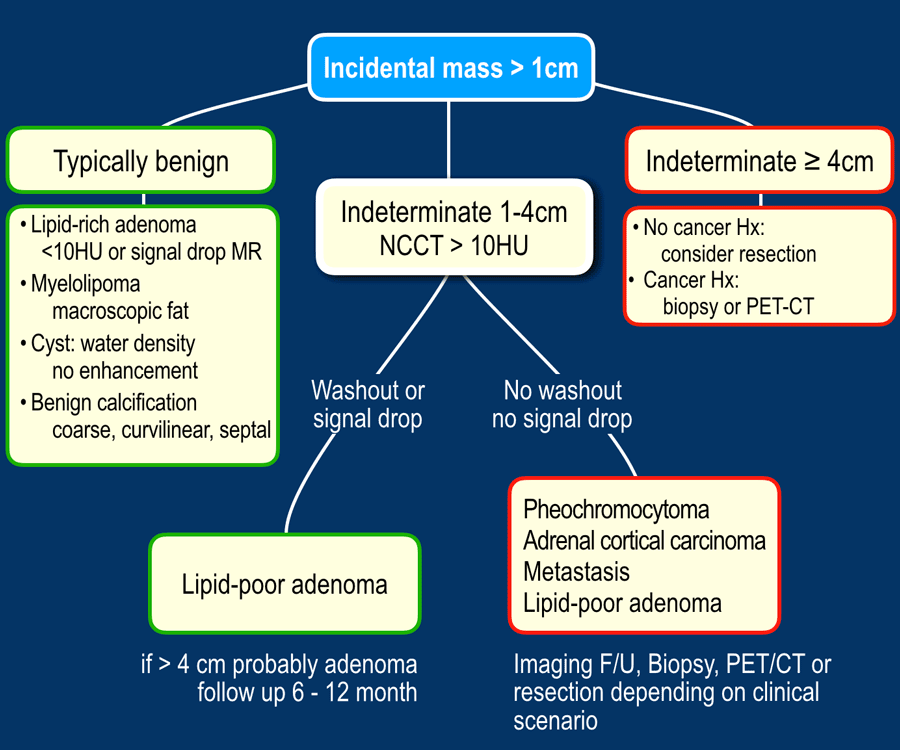 Incidental mass > 1cm
Typically benign
• Lipid-rich adenoma
<10HU or signal drop MR
• Myelolipoma
macroscopic fat
• Cyst: water density
no enhancement
• Benign calcification
coarse, curvilinear, septal
Indeterminate 1-4cm
NCCT > 10HU
Indeterminate ≥ 4cm
• No cancer Hx:
consider resection
• Cancer Hx:
biopsy or PET-CT
Washout or
signal drop
No washout
no signal drop
Lipid-poor adenoma
if > 4 cm probably adenoma
follow up 6 - 12 month
Pheochromocytoma
Adrenal cortical carcinoma
Metastasis
Lipid-poor adenoma
Imaging F/U, Biopsy, PET/CT or
resection depending on clinical
scenario